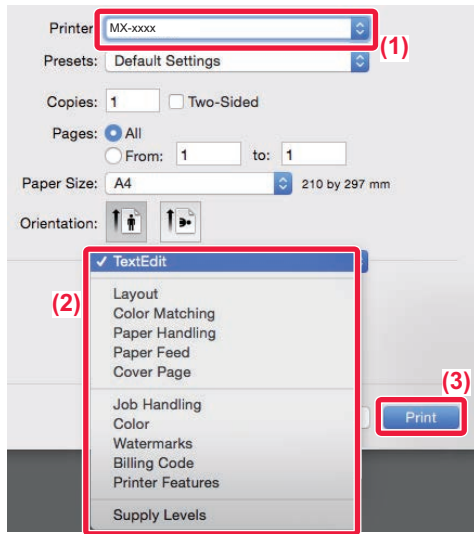 Printer: MX-xxxx
(1)
Presets: Default Settings
Copies: 1 Two-Sided
Pages: All
From: 1 to: 1
Paper Size: A4 210 by 297 mm
Orientation:
✓ TextEdit
(2)
Layout
Color Matching
Paper Handling
Paper Feed
Cover Page
(3)
Job Handling
Color
Watermarks
Billing Code
Printer Features
Print
Supply Levels